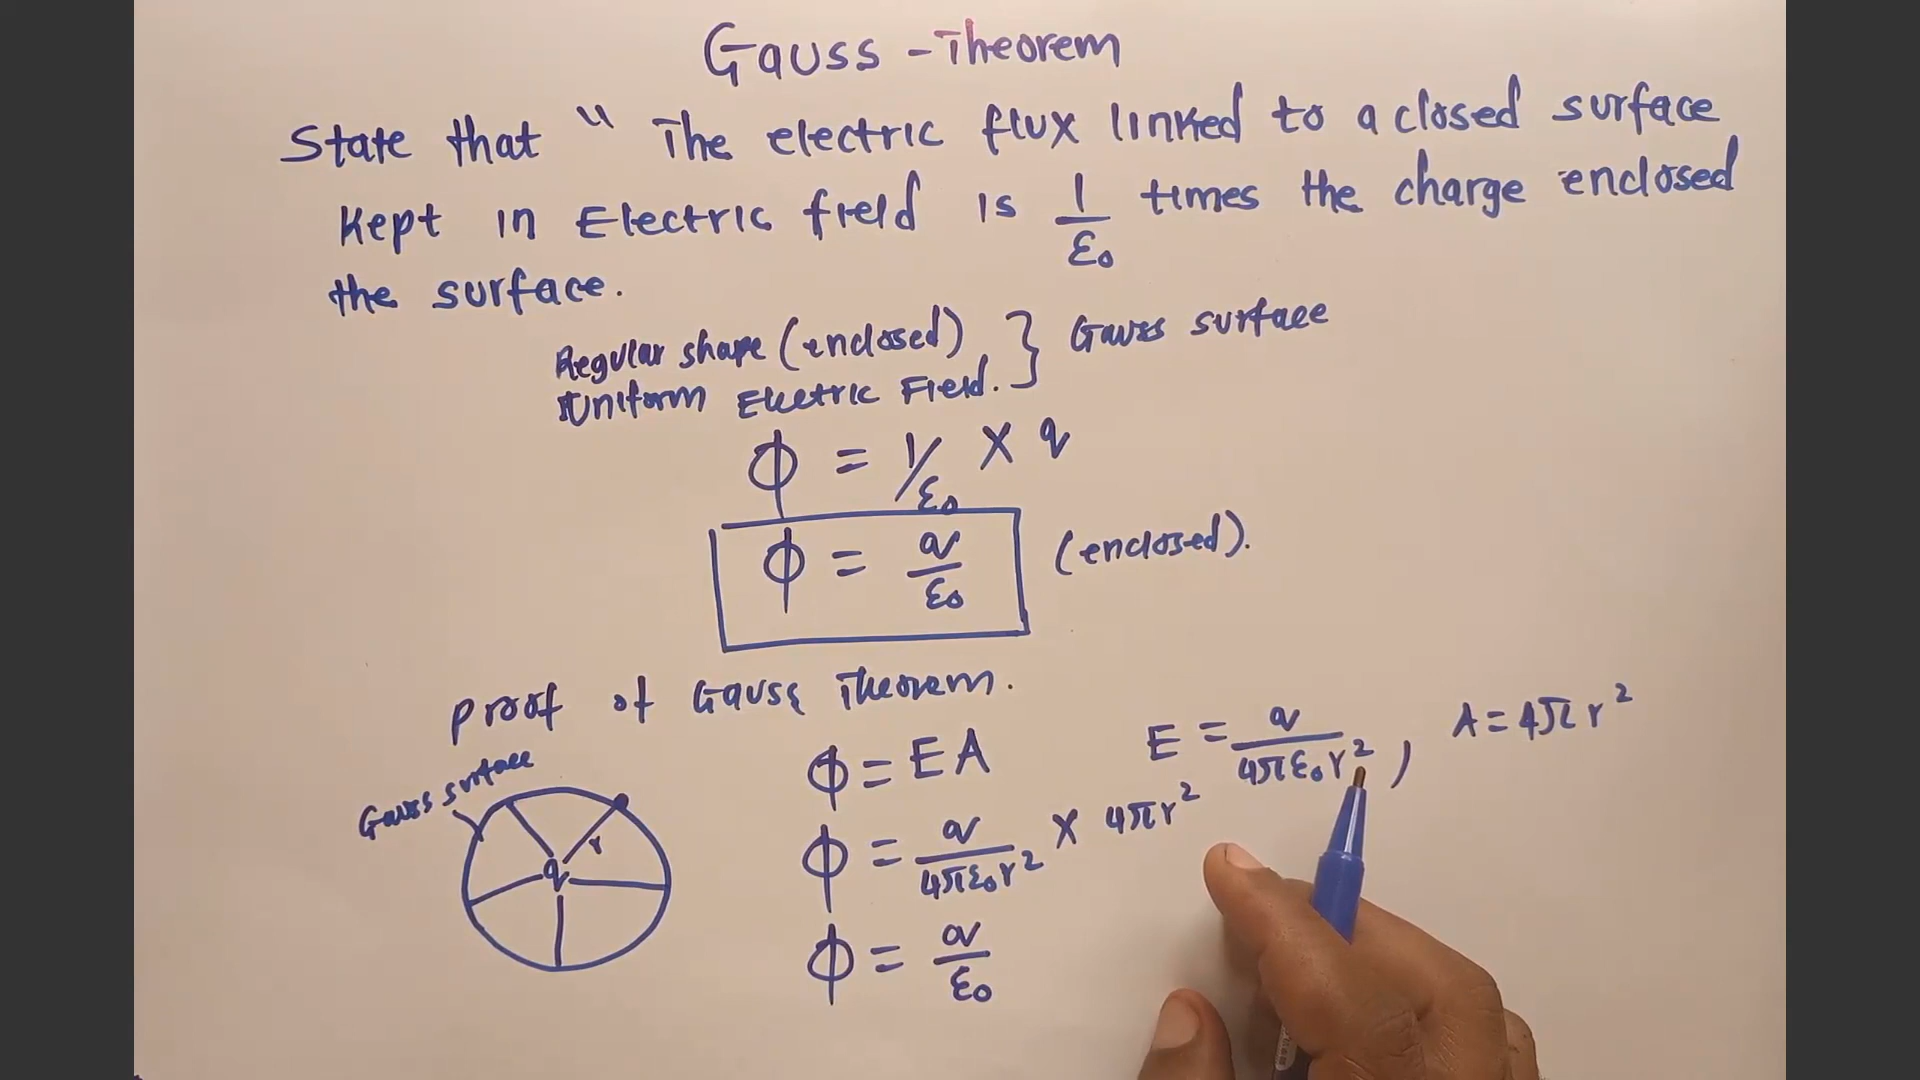 Gauss - Theorem
State that " The electric flux linked to a closed surface
kept in Electric field is 1/ε₀ times the charge enclosed
the surface.
Regular shape (enclosed), } Gauss surface
Uniform Electric Field.
ϕ = 1/ε₀ × q
ϕ = q/ε₀ (enclosed).
Proof of Gauss Theorem.
Gauss surface
q
r
ϕ = EA
E = q/4πε₀r², A = 4πr²
ϕ = q/4πε₀r² × 4πr²
ϕ = q/ε₀